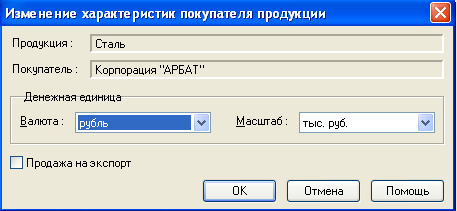 Изменение характеристик покупателя продукции
Продукция : Сталь
Покупатель : Корпорация "АРБАТ"
Денежная единица
Валюта : рубль Масштаб : тыс. руб.
Продажа на экспорт
OK Отмена Помощь